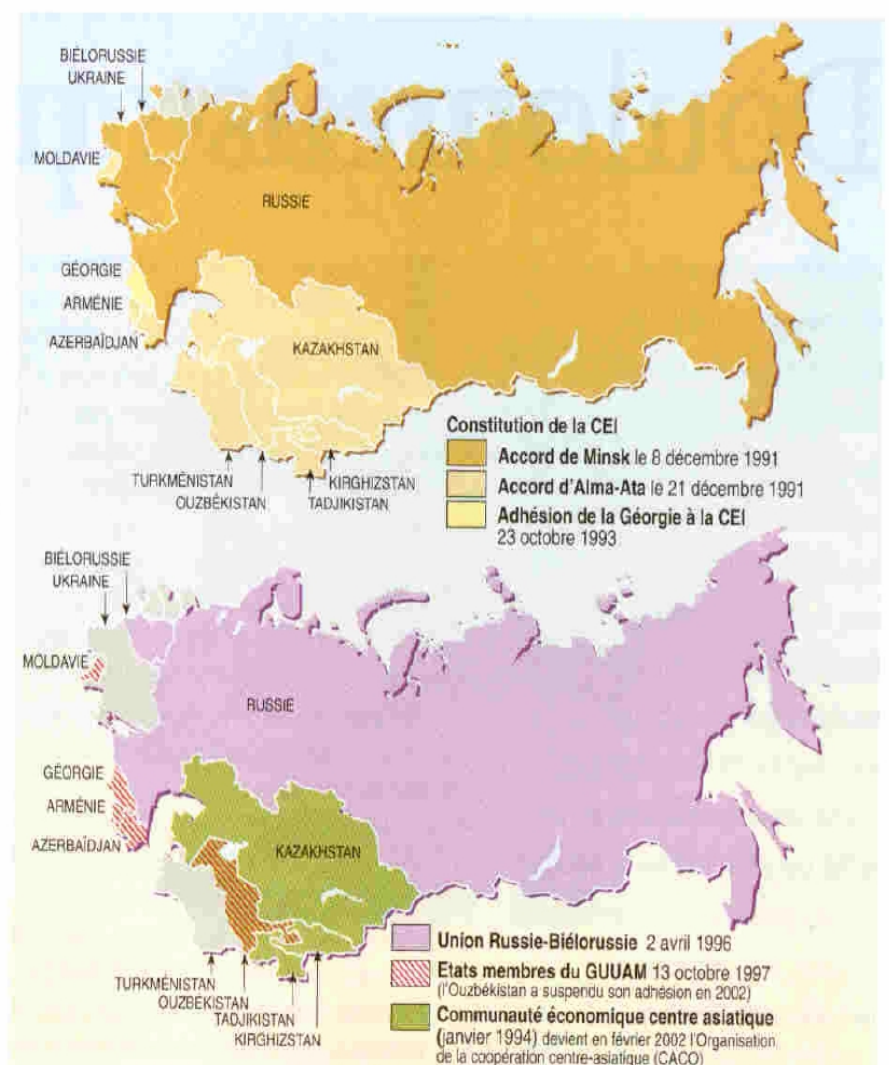 BIÉLORUSSIE
UKRAINE
MOLDAVIE
RUSSIE
GÉORGIE
ARMÉNIE
AZERBAÏDJAN
KAZAKHSTAN
TURKMÉNISTAN
OUZBÉKISTAN
KIRGHIZSTAN
TADJIKISTAN
Constitution de la CEI
Accord de Minsk le 8 décembre 1991
Accord d'Alma-Ata le 21 décembre 1991
Adhésion de la Géorgie à la CEI
23 octobre 1993
BIÉLORUSSIE
UKRAINE
MOLDAVIE
RUSSIE
GÉORGIE
ARMÉNIE
AZERBAÏDJAN
KAZAKHSTAN
TURKMÉNISTAN
OUZBÉKISTAN
TADJIKISTAN
KIRGHIZSTAN
Union Russie-Biélorussie 2 avril 1996
Etats membres du GUUAM 13 octobre 1997
(l'Ouzbékistan a suspendu son adhésion en 2002)
Communauté économique centre asiatique
(janvier 1994) devient en février 2002 l'Organisation
de la coopération centre-asiatique (CACO)